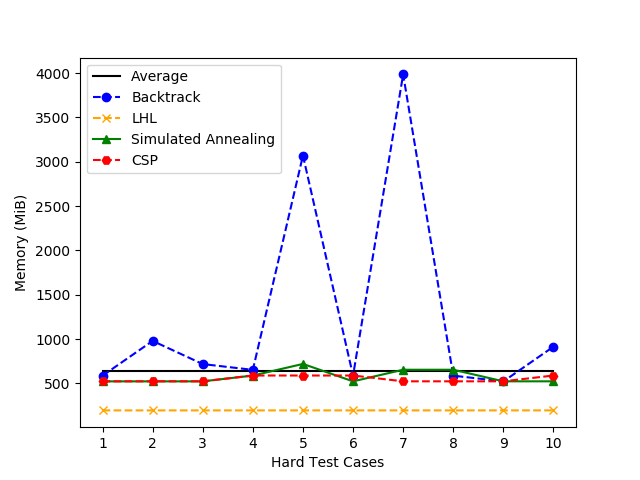 4000
3500
3000
2500
2000
1500
1000
500
Memory (MiB)
Average
Backtrack
LHL
Simulated Annealing
CSP
1 2 3 4 5 6 7 8 9 10
Hard Test Cases